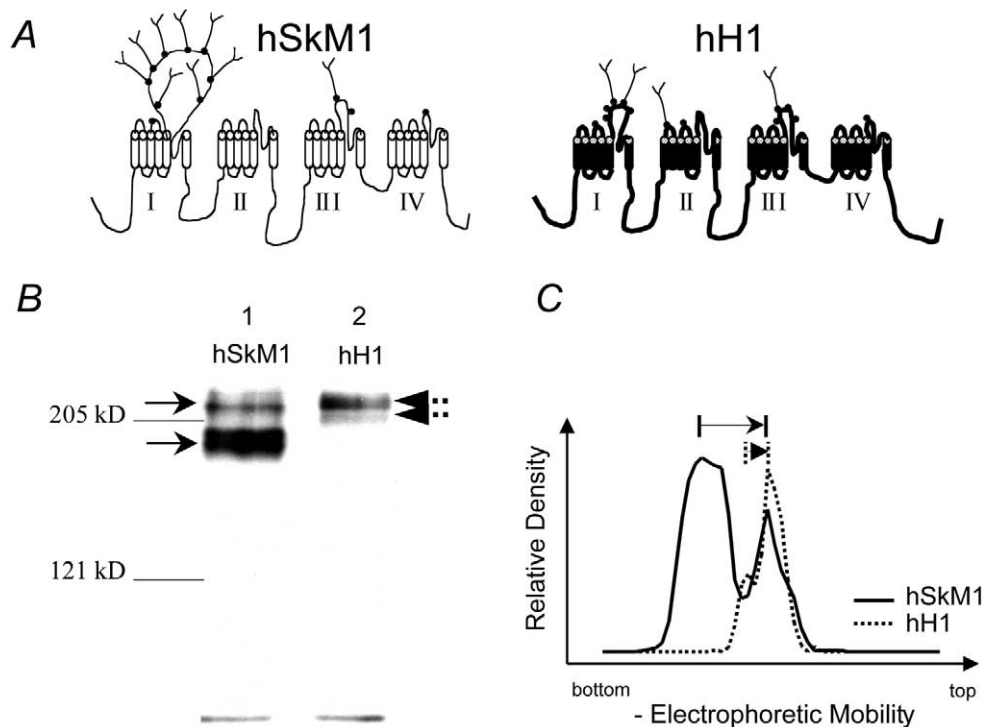 A
hSkM1
hH1
I II III IV
I II III IV
B
1 2
hSkM1 hH1
205 kD
121 kD
C
Relative Density
hSkM1
hH1
bottom top
- Electrophoretic Mobility